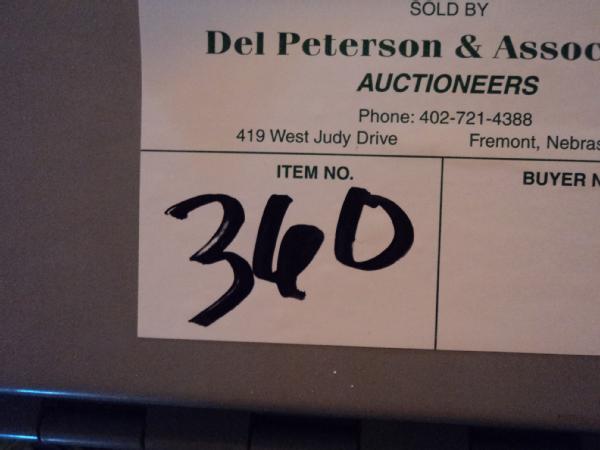 SOLD BY
Del Peterson & Assoc
AUCTIONEERS
Phone: 402-721-4388
419 West Judy Drive Fremont, Nebras
ITEM NO. BUYER N
360